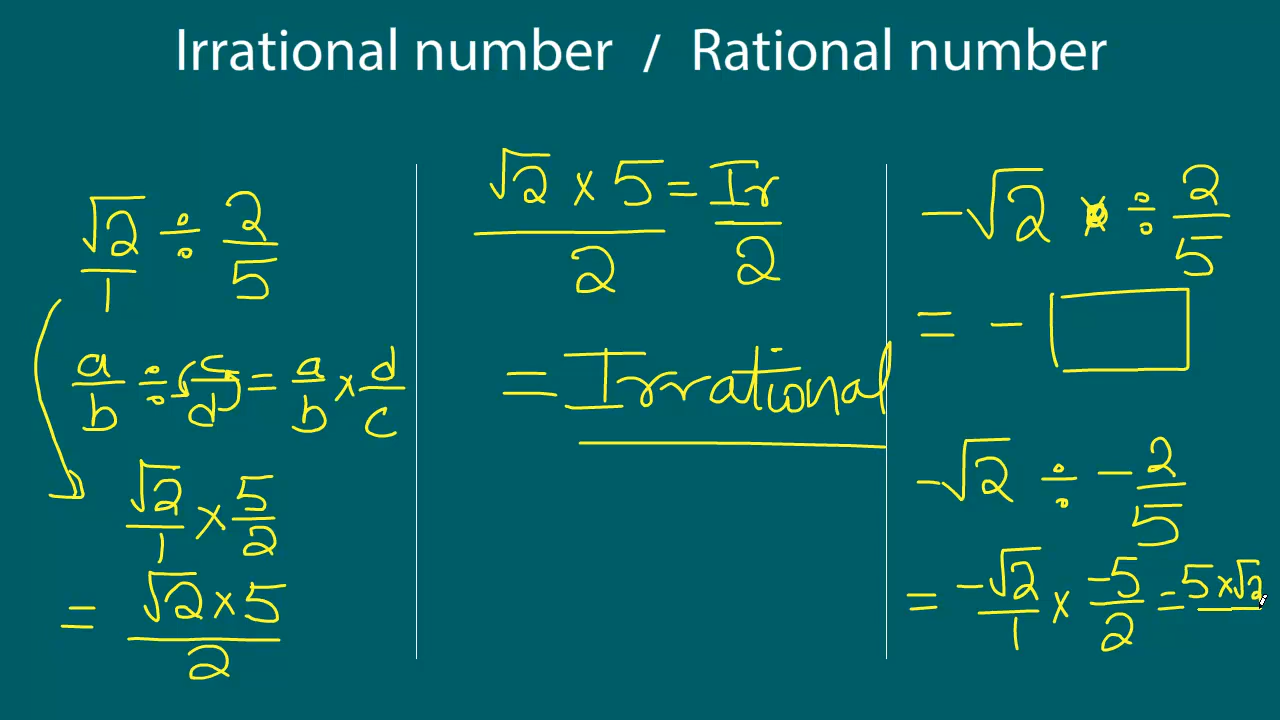 Irrational number / Rational number
√2/1 ÷ 2/5
a/b ÷ c/d = a/b × d/c
√2/1 × 5/2
= √2 × 5/2
√2 × 5/2 = Ir/2
= Irrational
-√2 ÷ 2/5
= -
-√2 ÷ -2/5
= -√2/1 × -5/2 = 5 × √2